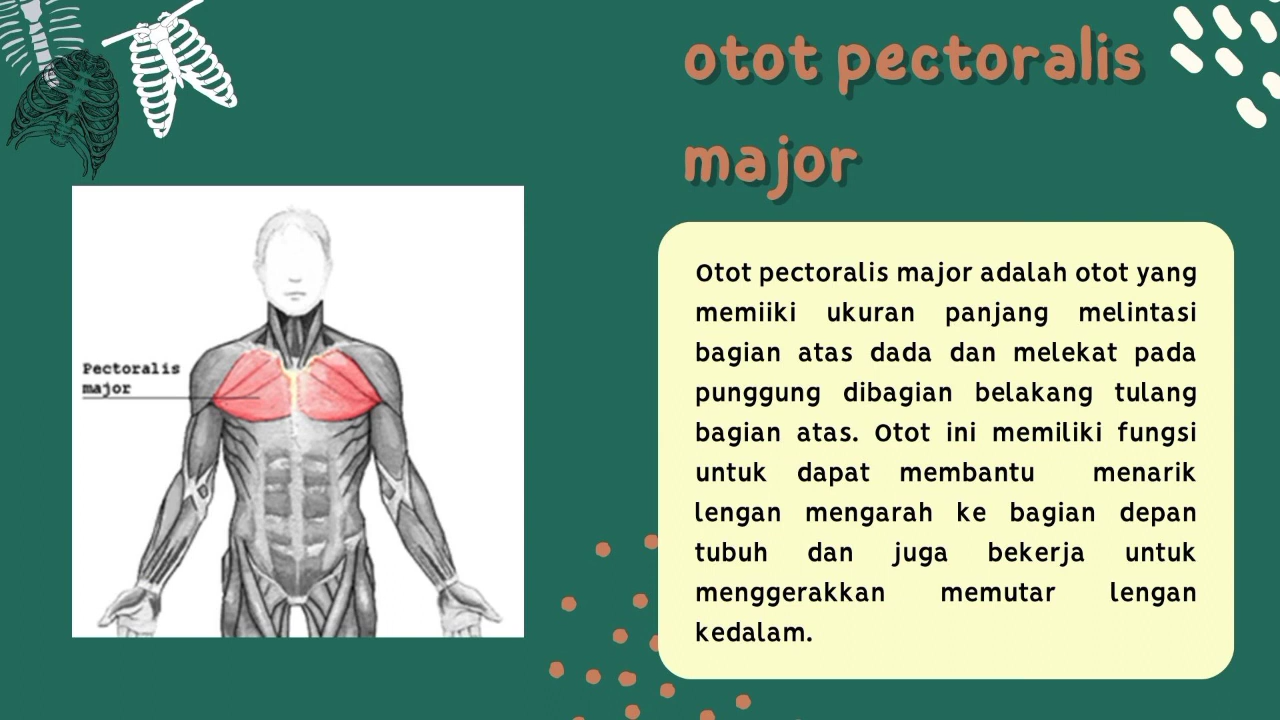 otot pectoralis
major
Pectoralis
major
Otot pectoralis major adalah otot yang
memiiki ukuran panjang melintasi
bagian atas dada dan melekat pada
punggung dibagian belakang tulang
bagian atas. Otot ini memiliki fungsi
untuk dapat membantu menarik
lengan mengarah ke bagian depan
tubuh dan juga bekerja untuk
menggerakkan memutar lengan
kedalam.